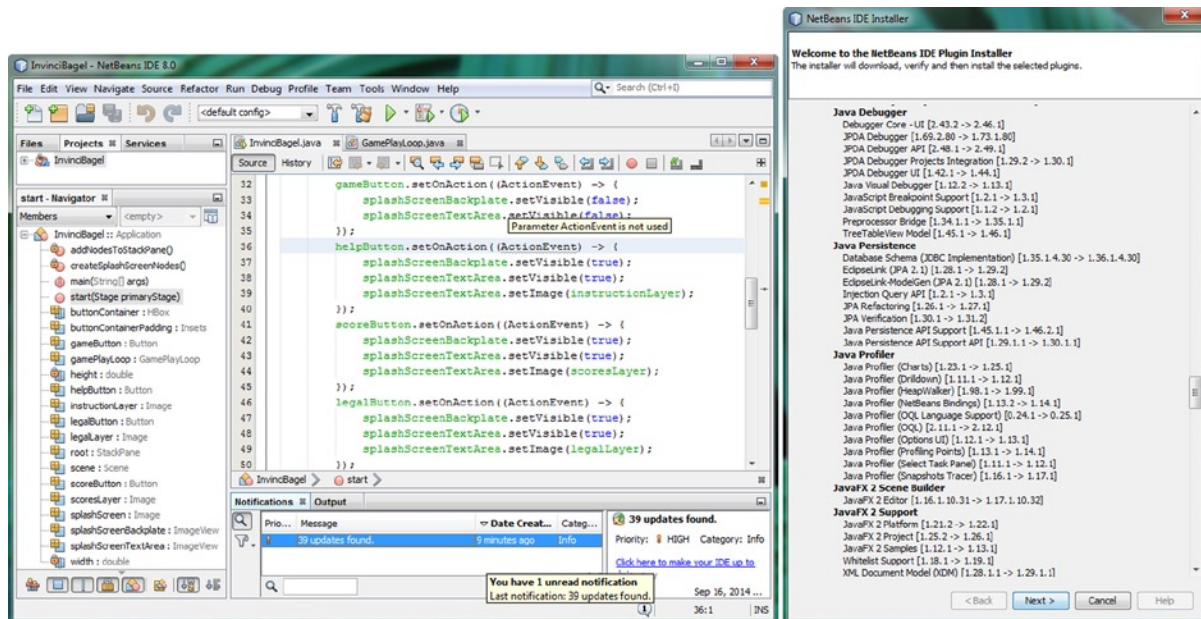 InvinciBagel - NetBeans IDE 8.0
File Edit View Navigate Source Refactor Run Debug Profile Team Tools Window Help
Search (Ctrl+I)
<default config>
Files Projects Services
InvinciBagel
start - Navigator
Members <empty>
InvinciBagel :: Application
addNodesToStackPane()
createSplashScreenNodes()
main(String[] args)
start(Stage primaryStage)
buttonContainer : HBox
buttonContainerPadding : Insets
gameButton : Button
gamePlayLoop : GamePlayLoop
height : double
helpButton : Button
instructionLayer : Image
legalButton : Button
legalLayer : Image
root : StackPane
scene : Scene
scoreButton : Button
scoresLayer : Image
splashScreen : Image
splashScreenBackplate : ImageView
splashScreenTextArea : ImageView
width : double
InvinciBagel.java GamePlayLoop.java
Source History
32 gameButton.setOnAction((ActionEvent) -> {
33 splashScreenBackplate.setVisible(false);
34 splashScreenTextArea.setVisible(false);
Parameter ActionEvent is not used
35 });
36 helpButton.setOnAction((ActionEvent) -> {
37 splashScreenBackplate.setVisible(true);
38 splashScreenTextArea.setVisible(true);
39 splashScreenTextArea.setImage(instructionLayer);
40 });
41 scoreButton.setOnAction((ActionEvent) -> {
42 splashScreenBackplate.setVisible(true);
43 splashScreenTextArea.setVisible(true);
44 splashScreenTextArea.setImage(scoresLayer);
45 });
46 legalButton.setOnAction((ActionEvent) -> {
47 splashScreenBackplate.setVisible(true);
48 splashScreenTextArea.setVisible(true);
49 splashScreenTextArea.setImage(legalLayer);
50 });
InvinciBagel start
Notifications Output
Prio... Message Date Creat... Categ...
39 updates found. 9 minutes ago Info
39 updates found.
Priority: HIGH Category: Info
Click here to make your IDE up to
You have 1 unread notification
Last notification: 39 updates found.
Sep 16, 2014 ...
36:1 INS
NetBeans IDE Installer
Welcome to the NetBeans IDE Plugin Installer
The installer will download, verify and then install the selected plugins.
Java Debugger
Debugger Core - UI [2.43.2 -> 2.46.1]
JPDA Debugger [1.69.2.80 -> 1.73.1.80]
JPDA Debugger API [2.48.1 -> 2.49.1]
JPDA Debugger Projects Integration [1.29.2 -> 1.30.1]
JPDA Debugger UI [1.42.1 -> 1.44.1]
Java Visual Debugger [1.12.2 -> 1.13.1]
JavaScript Breakpoint Support [1.2.1 -> 1.3.1]
JavaScript Debugging Support [1.1.2 -> 1.2.1]
Preprocessor Bridge [1.34.1.1 -> 1.35.1.1]
TreeTableView Model [1.45.1 -> 1.46.1]
Java Persistence
Database Schema (JDBC Implementation) [1.35.1.4.30 -> 1.36.1.4.30]
EclipseLink (JPA 2.1) [1.28.1 -> 1.29.2]
EclipseLink-ModelGen (JPA 2.1) [1.28.1 -> 1.29.2]
Injection Query API [1.2.1 -> 1.3.1]
JPA Refactoring [1.26.1 -> 1.27.1]
JPA Verification [1.30.1 -> 1.31.2]
Java Persistence API Support [1.45.1.1 -> 1.46.2.1]
Java Persistence API Support API [1.29.1.1 -> 1.30.1.1]
Java Profiler
Java Profiler (Charts) [1.23.1 -> 1.25.1]
Java Profiler (Drilldown) [1.11.1 -> 1.12.1]
Java Profiler (HeapWalker) [1.98.1 -> 1.99.1]
Java Profiler (NetBeans Bindings) [1.13.2 -> 1.14.1]
Java Profiler (OQL Language Support) [0.24.1 -> 0.25.1]
Java Profiler (OQL) [2.11.1 -> 2.12.1]
Java Profiler (Options UI) [1.12.1 -> 1.13.1]
Java Profiler (Profiling Points) [1.13.1 -> 1.14.1]
Java Profiler (Select Task Panel) [1.11.1 -> 1.12.1]
Java Profiler (Snapshots Tracer) [1.16.1 -> 1.17.1]
JavaFX 2 Scene Builder
JavaFX 2 Editor [1.16.1.10.31 -> 1.17.1.10.32]
JavaFX 2 Support
JavaFX 2 Platform [1.21.2 -> 1.22.1]
JavaFX 2 Project [1.25.2 -> 1.26.1]
JavaFX 2 Samples [1.12.1 -> 1.13.1]
Whitelist Support [1.18.1 -> 1.19.1]
XML Document Model (XDM) [1.28.1.1 -> 1.29.1.1]
< Back Next > Cancel Help